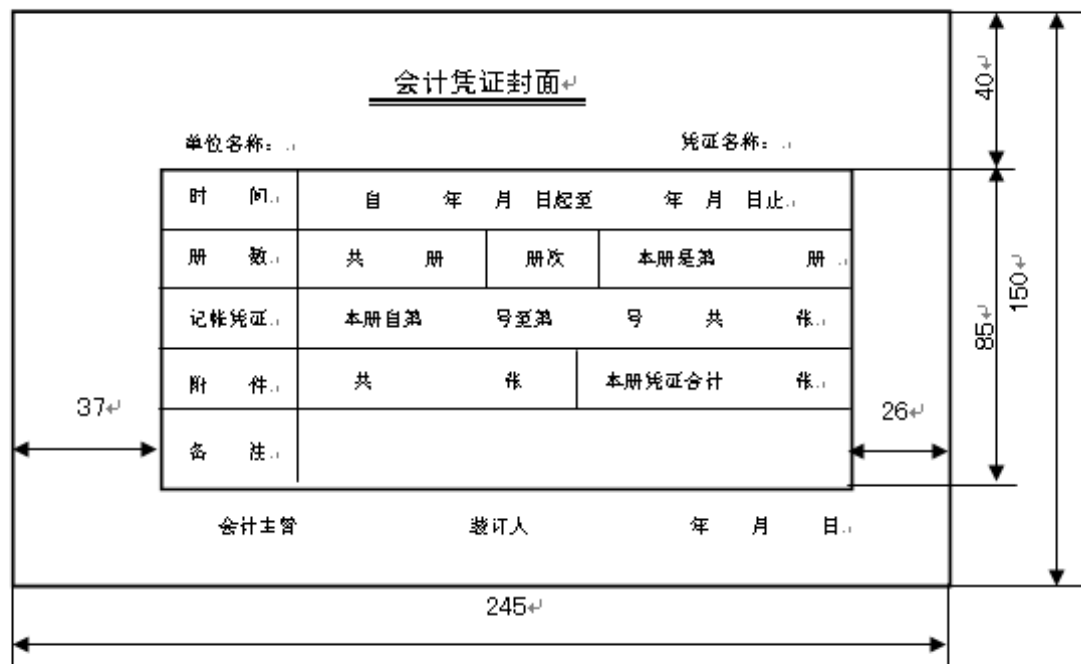 会计凭证封面
40
单位名称： 凭证名称：
时 间 自 年 月 日起至 年 月 日止
册 数 共 册 册次 本册是第 册
150
记帐凭证 本册自第 号至第 号 共 张
85
附 件 共 张 本册凭证合计 张
37 26
备 注
会计主管 装订人 年 月 日
245